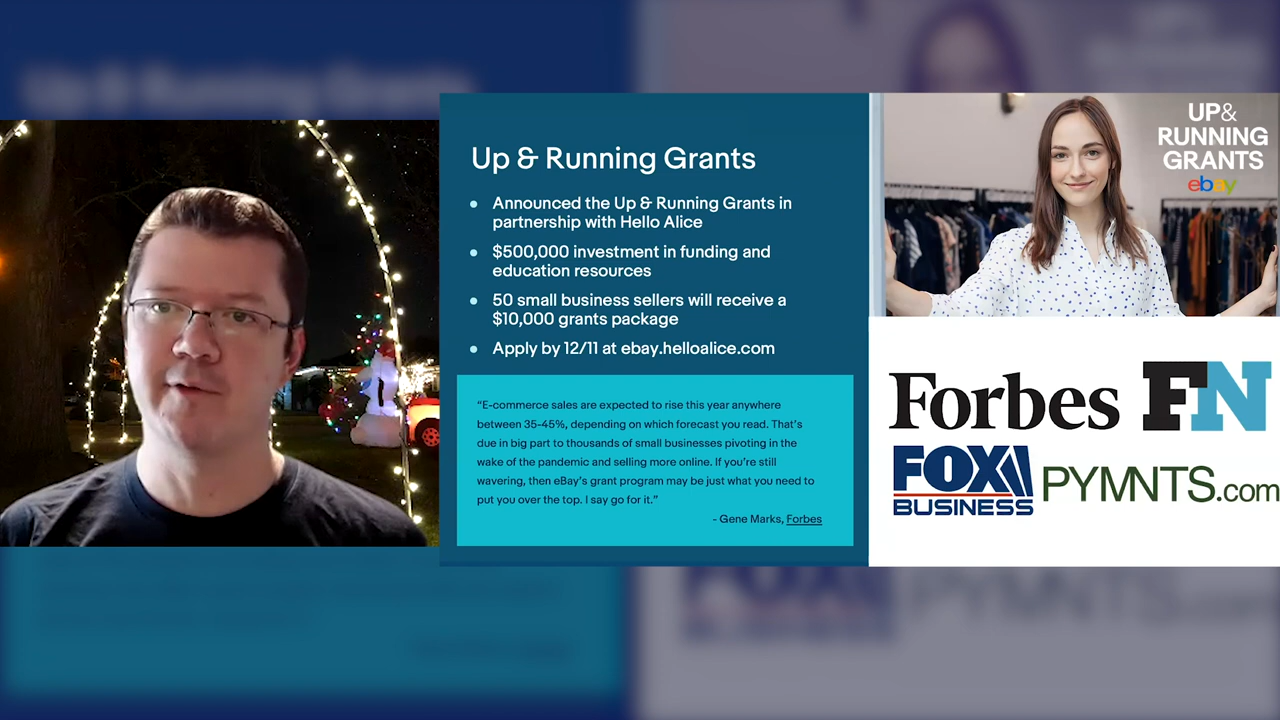 Up & Running Grants
Announced the Up & Running Grants in
partnership with Hello Alice
$500,000 investment in funding and
education resources
50 small business sellers will receive a
$10,000 grants package
Apply by 12/11 at ebay.helloalice.com
“E-commerce sales are expected to rise this year anywhere
between 35-45%, depending on which forecast you read. That’s
due in big part to thousands of small businesses pivoting in the
wake of the pandemic and selling more online. If you’re still
wavering, then eBay’s grant program may be just what you need to
put you over the top. I say go for it.”
- Gene Marks, Forbes
UP&
RUNNING
GRANTS
ebay
Forbes FN
FOX
BUSINESS
PYMNTS.com